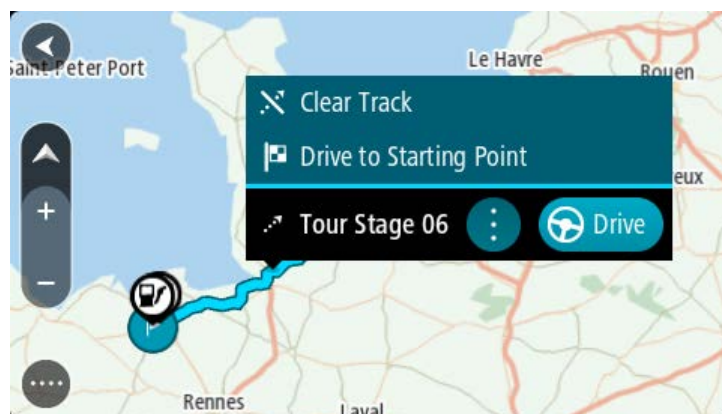 Saint Peter Port
Le Havre
Rouen
Clear Track
Drive to Starting Point
eux
Tour Stage 06
Drive
+
−
Rennes
Laval